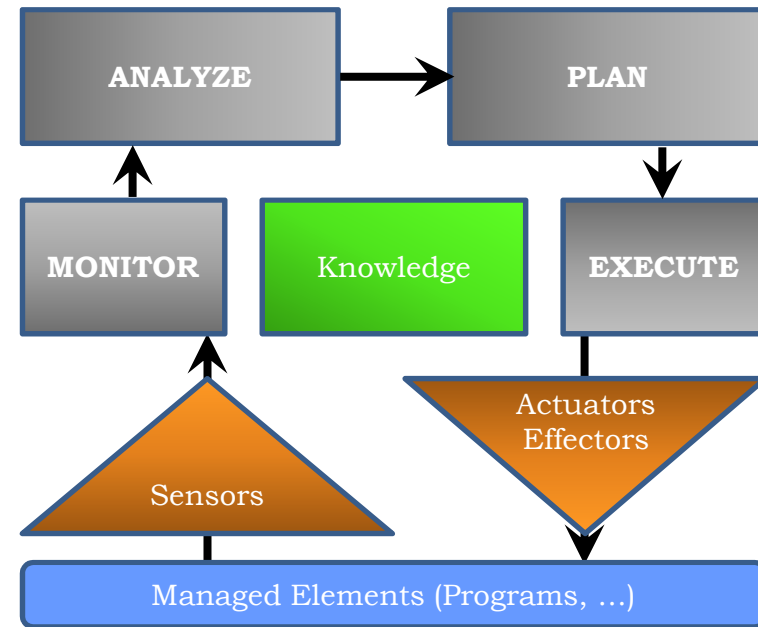 ANALYZE
PLAN
MONITOR
Knowledge
EXECUTE
Actuators
Effectors
Sensors
Managed Elements (Programs, …)